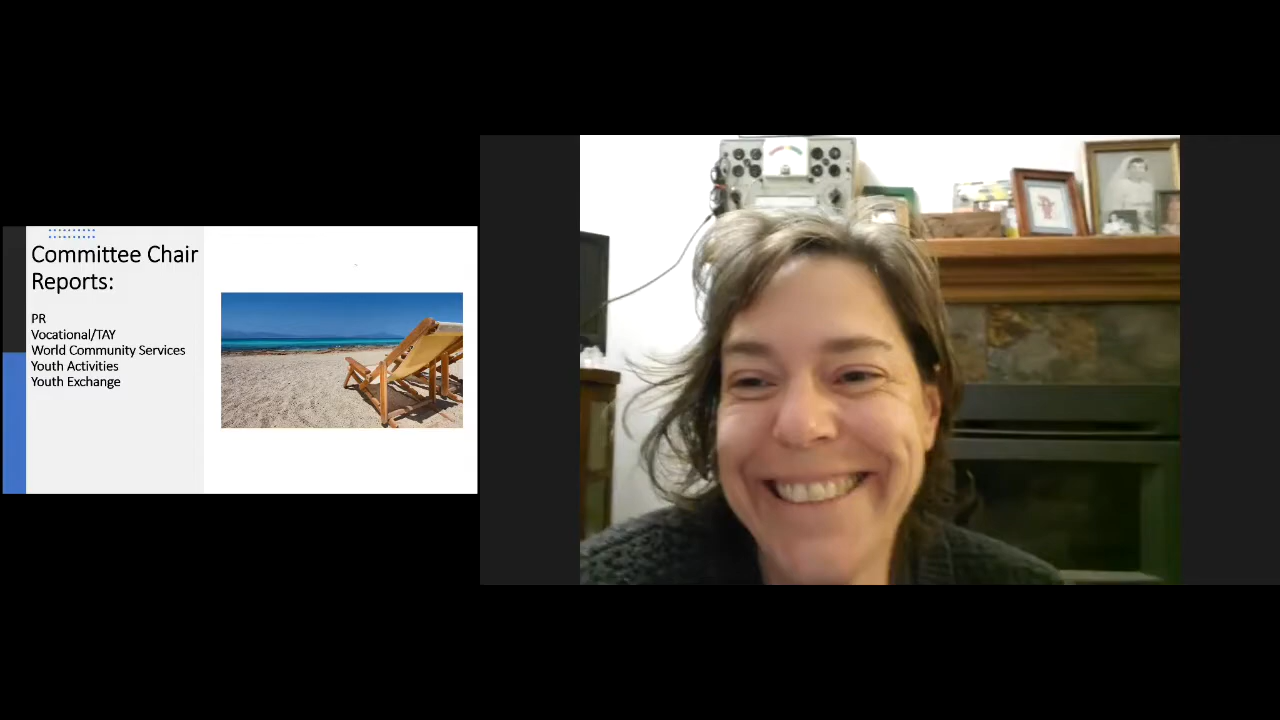 Committee Chair
Reports:
PR
Vocational/TAY
World Community Services
Youth Activities
Youth Exchange